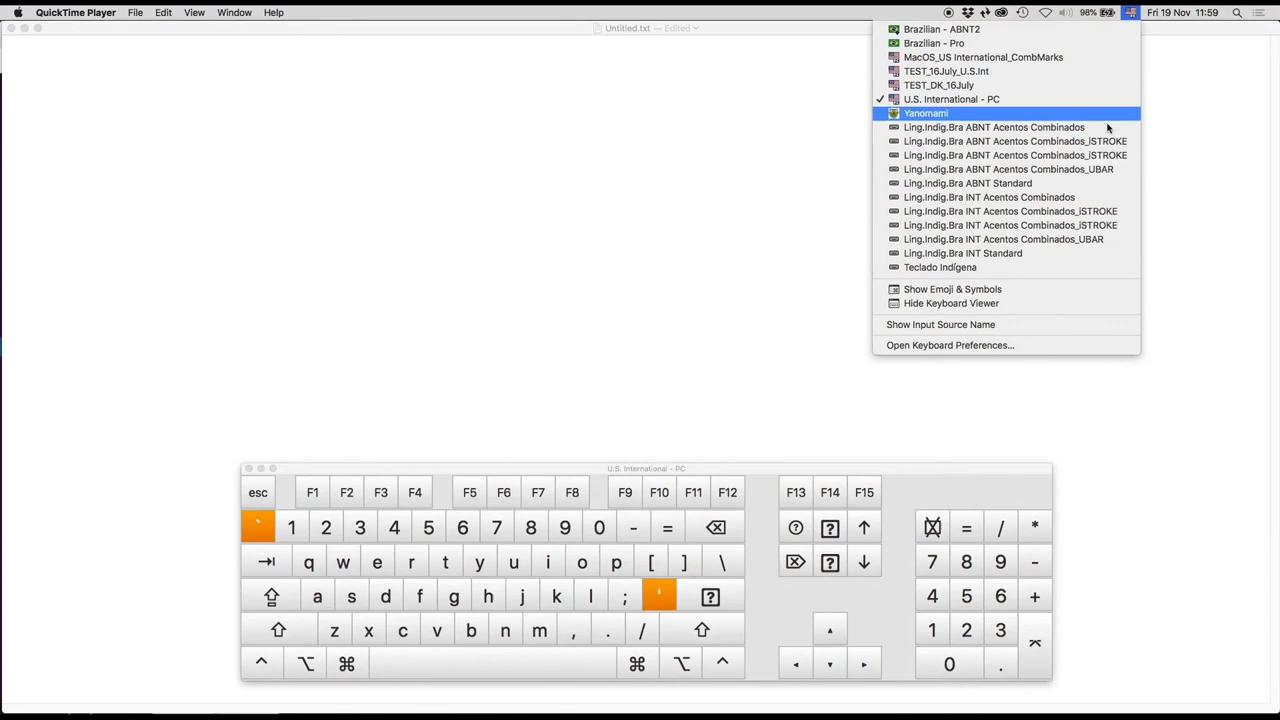 QuickTime Player File Edit View Window Help 98% Fri 19 Nov 11:59
Untitled.txt — Edited
Brazilian - ABNT2
Brazilian - Pro
MacOS_US International_CombMarks
TEST_16July_U.S.Int
TEST_DK_16July
✓ U.S. International - PC
Yanomami
Ling.Indig.Bra ABNT Acentos Combinados
Ling.Indig.Bra ABNT Acentos Combinados_iSTROKE
Ling.Indig.Bra ABNT Acentos Combinados_iSTROKE
Ling.Indig.Bra ABNT Acentos Combinados_UBAR
Ling.Indig.Bra ABNT Standard
Ling.Indig.Bra INT Acentos Combinados
Ling.Indig.Bra INT Acentos Combinados_iSTROKE
Ling.Indig.Bra INT Acentos Combinados_iSTROKE
Ling.Indig.Bra INT Acentos Combinados_UBAR
Ling.Indig.Bra INT Standard
Teclado Indígena
Show Emoji & Symbols
Hide Keyboard Viewer
Show Input Source Name
Open Keyboard Preferences...
U.S. International - PC
esc F1 F2 F3 F4 F5 F6 F7 F8 F9 F10 F11 F12 F13 F14 F15
` 1 2 3 4 5 6 7 8 9 0 - = ⌫ ? ? ↑ = / *
⇥ q w e r t y u i o p [ ] \ ⌦ ? ↓ 7 8 9 -
⇪ a s d f g h j k l ; ' ? 4 5 6 +
⇧ z x c v b n m , . / ⇧ ▴ 1 2 3 ⌅
⌃ ⌥ ⌘ ⌘ ⌥ ⌃ ◂ ▾ ▸ 0 .